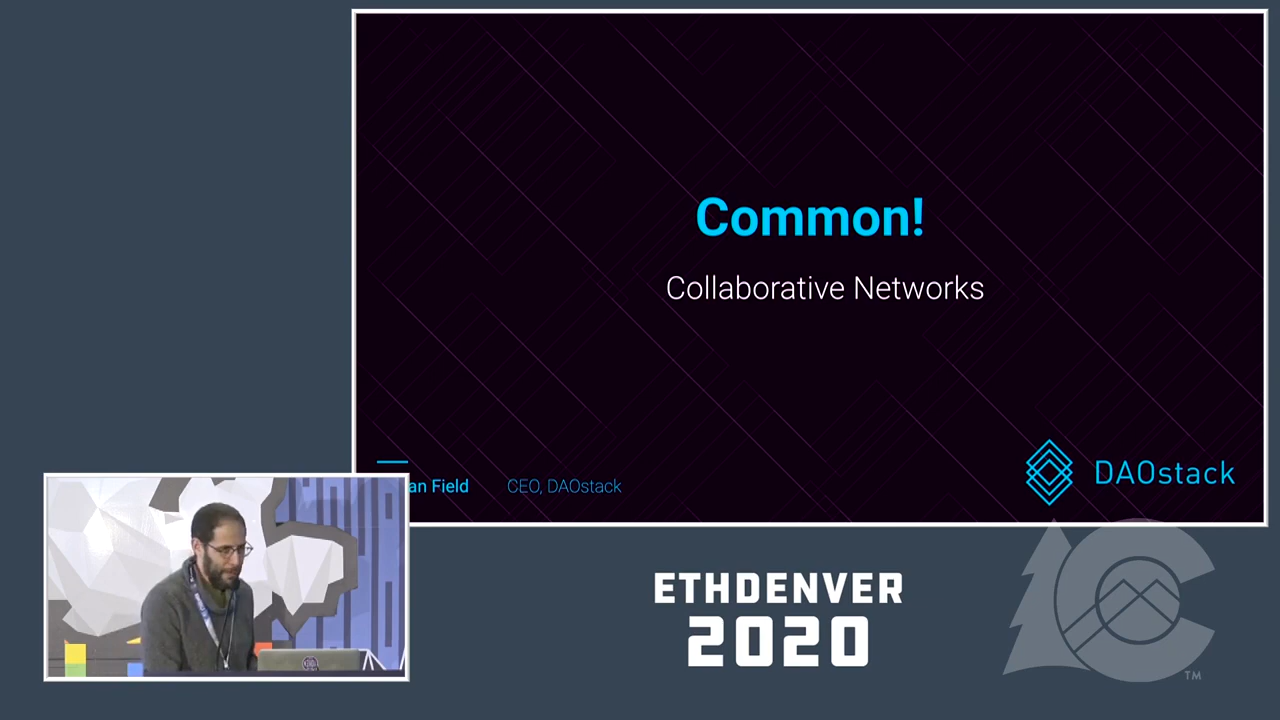 Common!
Collaborative Networks
an Field
CEO, DAOstack
DAOstack
ETHDENVER
2020
TM